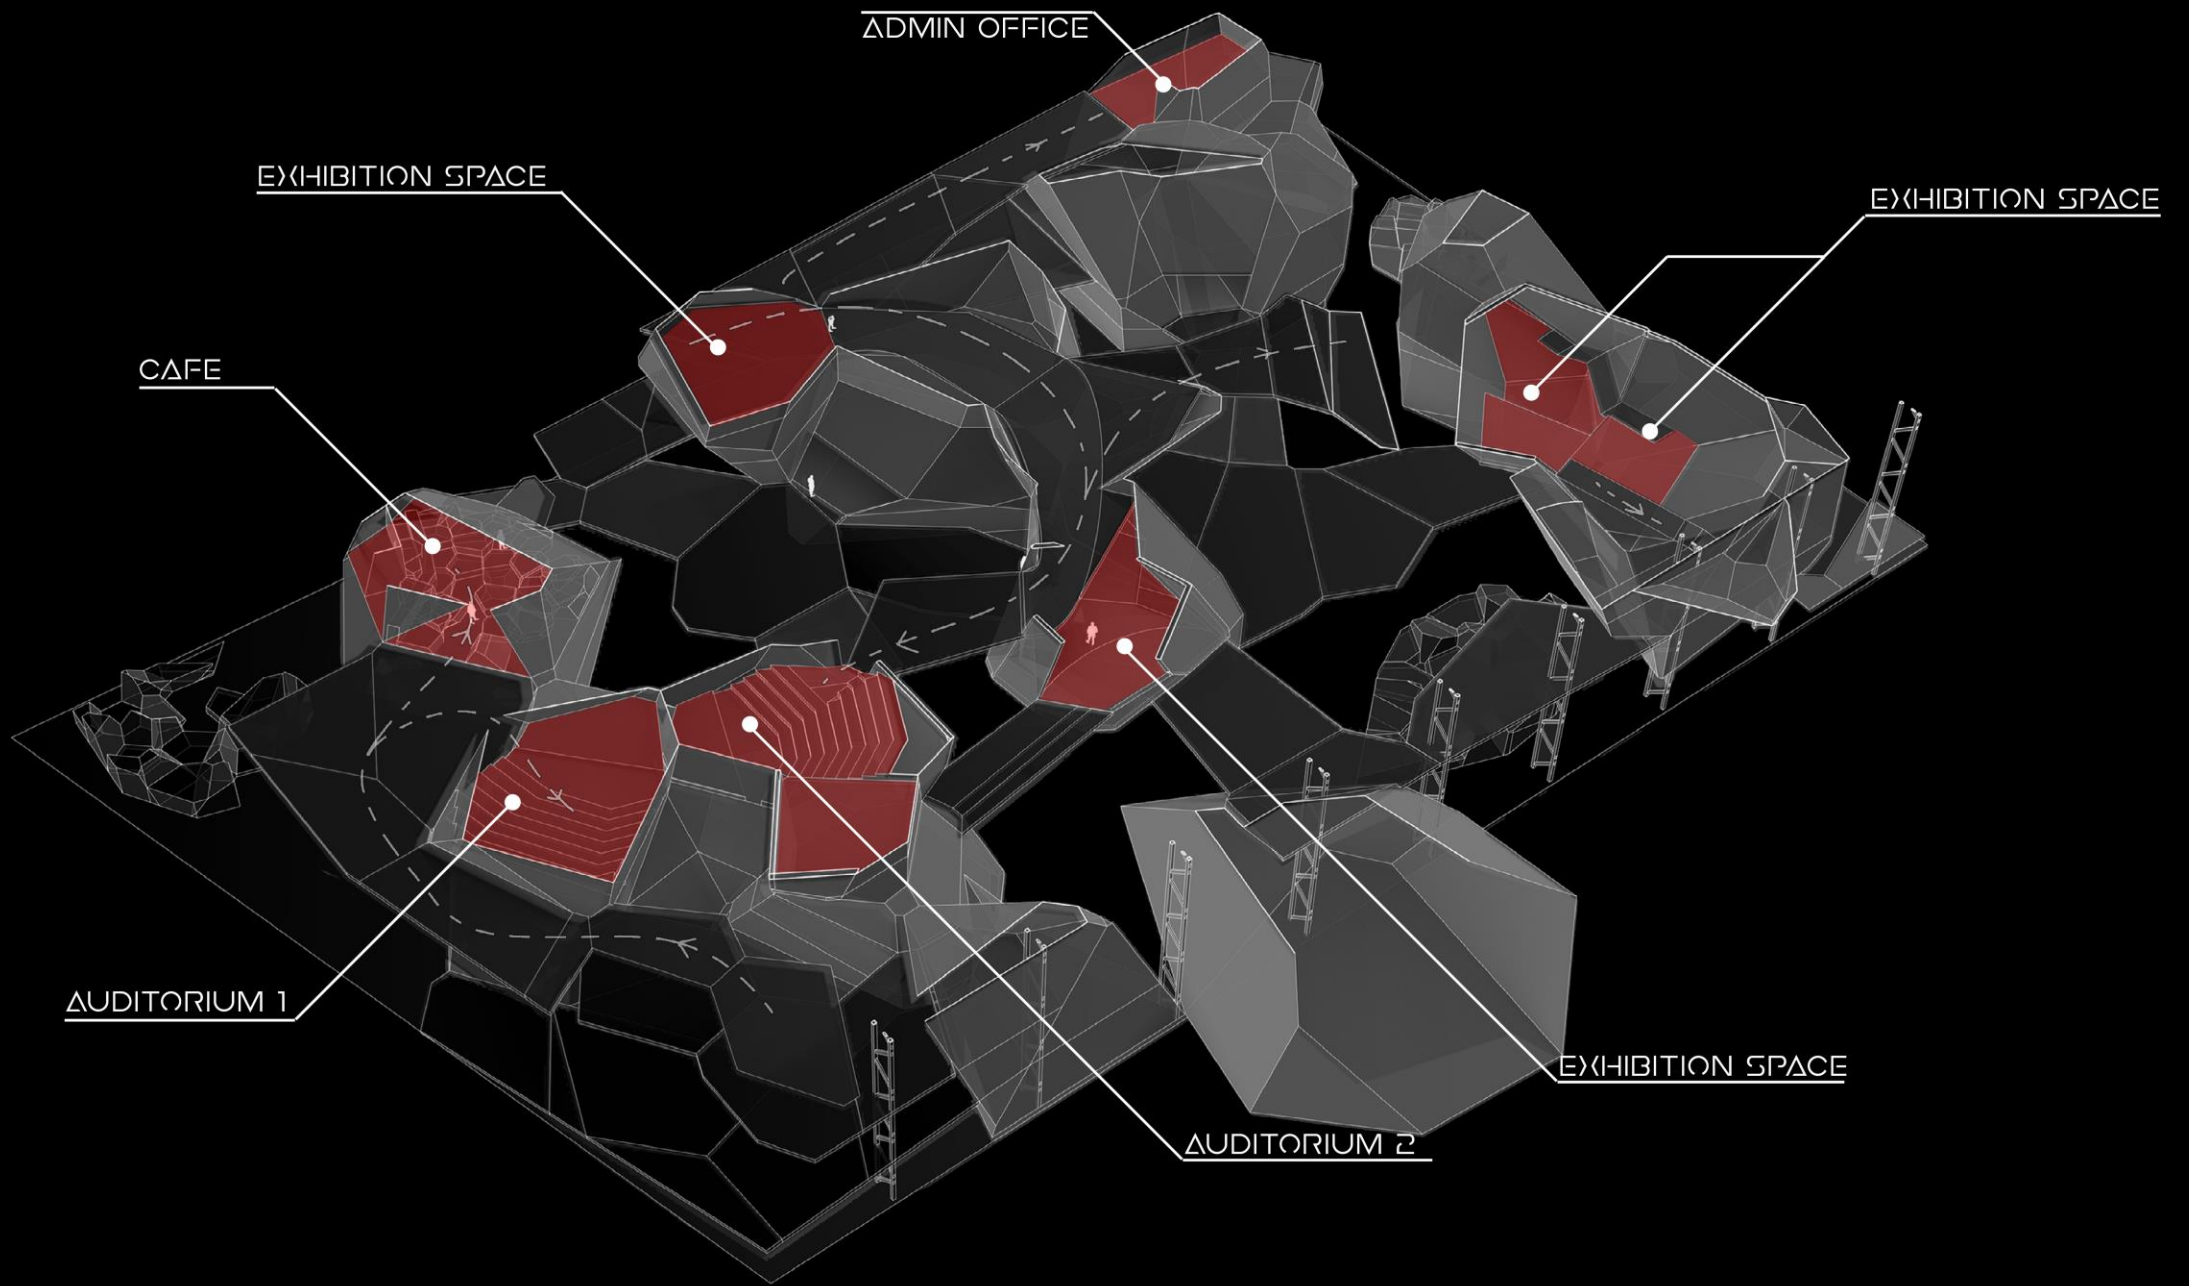 ADMIN OFFICE
EXHIBITION SPACE
EXHIBITION SPACE
CAFE
AUDITORIUM 1
EXHIBITION SPACE
AUDITORIUM 2